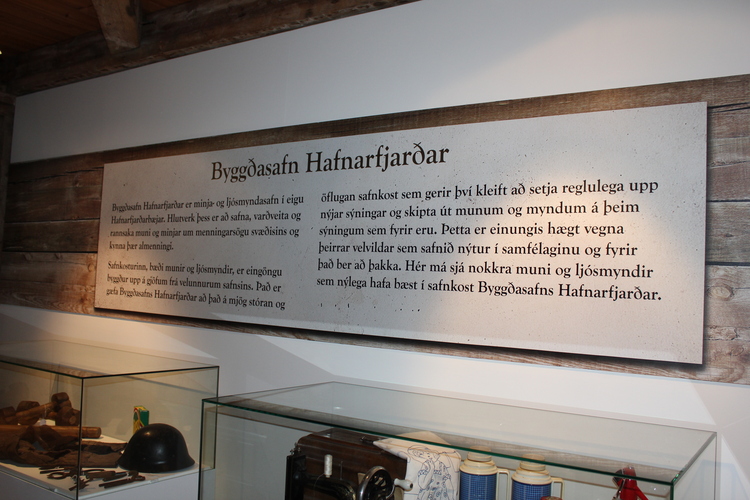 Byggðasafn Hafnarfjarðar
Byggðasafn Hafnarfjarðar er minja- og ljósmyndasafn í eigu
Hafnarfjarðarbæjar. Hlutverk þess er að safna, varðveita og
rannsaka muni og minjar um menningarsögu svæðisins og
kynna þær almenningi.
Safnkosturinn, bæði munir og ljósmyndir, er eingöngu
byggður upp á gjöfum frá velunnurum safnsins. Það er
gæfa Byggðasafns Hafnarfjarðar að það á mjög stóran og
öflugan safnkost sem gerir því kleift að setja reglulega upp
nýjar sýningar og skipta út munum og myndum á þeim
sýningum sem fyrir eru. Þetta er einungis hægt vegna
þeirrar velvildar sem safnið nýtur í samfélaginu og fyrir
það ber að þakka. Hér má sjá nokkra muni og ljósmyndir
sem nýlega hafa bæst í safnkost Byggðasafns Hafnarfjarðar.